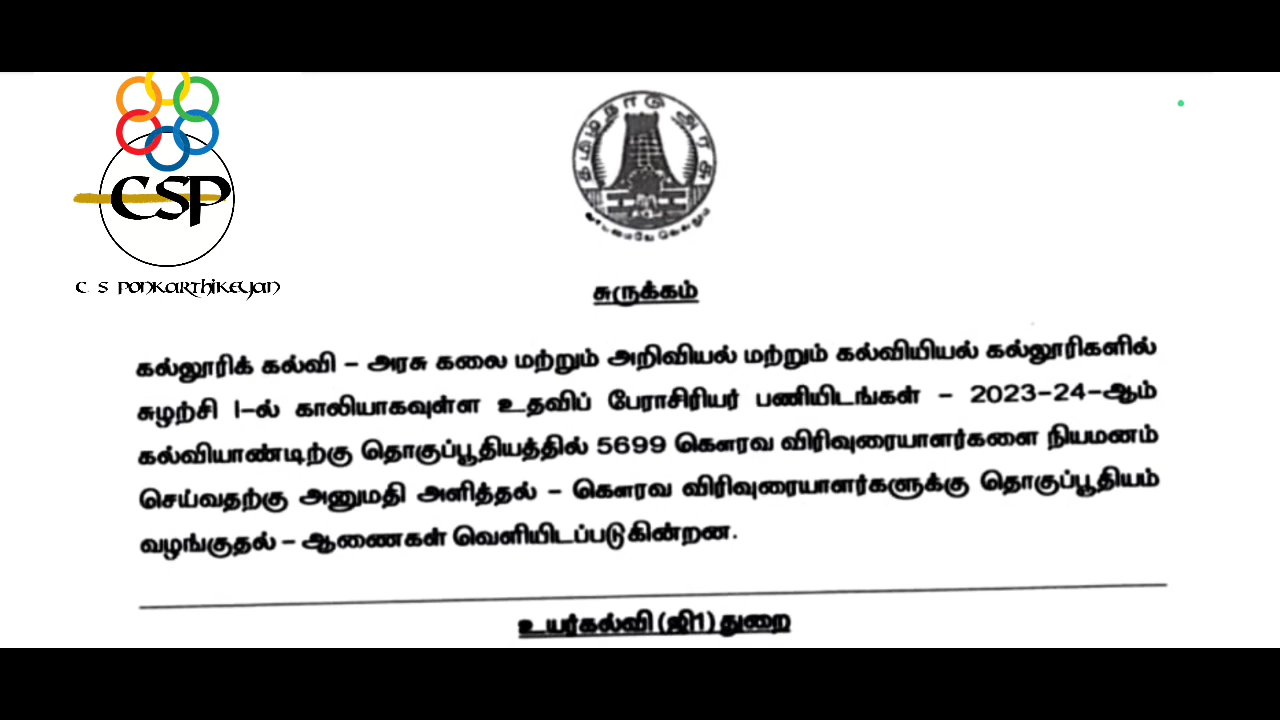 CSP
C S PONKARTHIKEYAN
தமிழ்நாடு அரசு
வாய்மையே வெல்லும்
சுருக்கம்
கல்லூரிக் கல்வி – அரசு கலை மற்றும் அறிவியல் மற்றும் கல்வியியல் கல்லூரிகளில்
சுழற்சி I-ல் காலியாகவுள்ள உதவிப் பேராசிரியர் பணியிடங்கள் – 2023-24-ஆம்
கல்வியாண்டிற்கு தொகுப்பூதியத்தில் 5699 கௌரவ விரிவுரையாளர்களை நியமனம்
செய்வதற்கு அனுமதி அளித்தல் – கௌரவ விரிவுரையாளர்களுக்கு தொகுப்பூதியம்
வழங்குதல் – ஆணைகள் வெளியிடப்படுகின்றன.
உயர்கல்வி (ஜி1) துறை